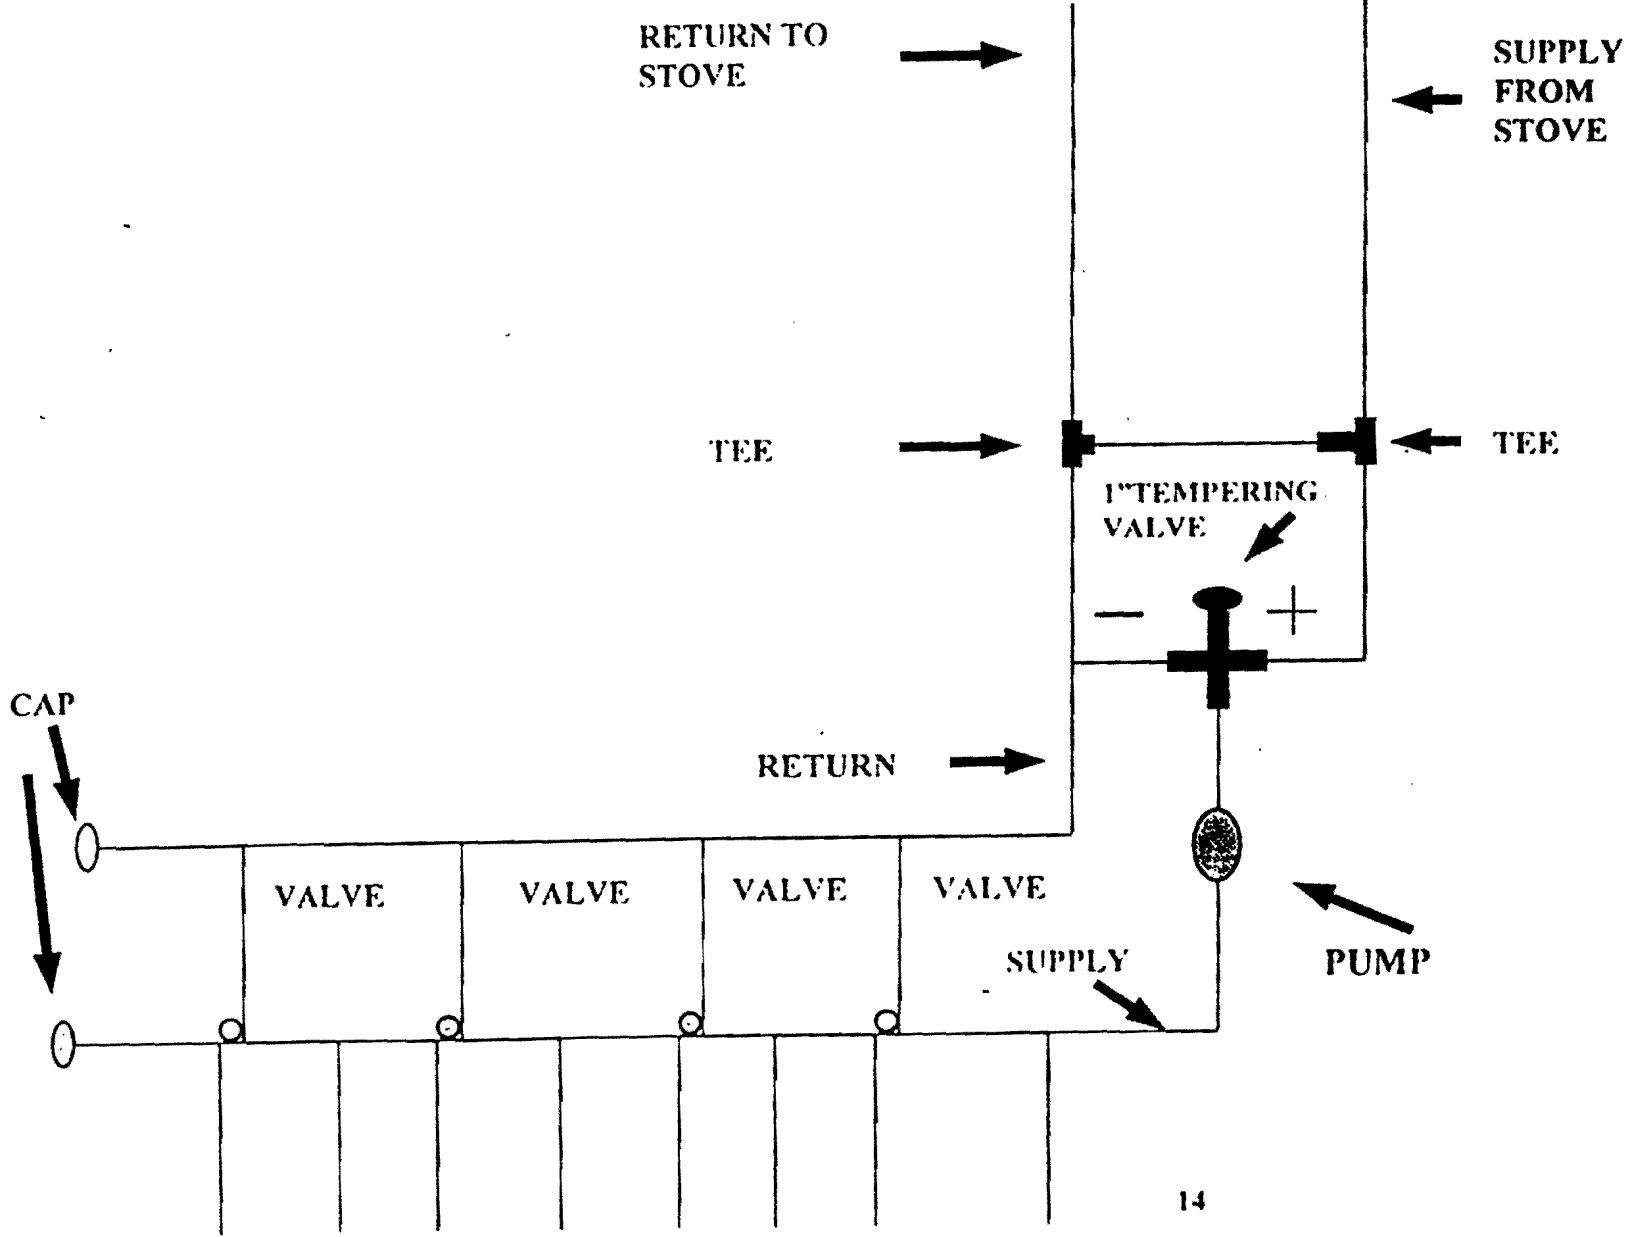 RETURN TO
STOVE
SUPPLY
FROM
STOVE
TEE
TEE
1"TEMPERING
VALVE
− +
CAP
RETURN
VALVE VALVE VALVE VALVE
SUPPLY
PUMP
14